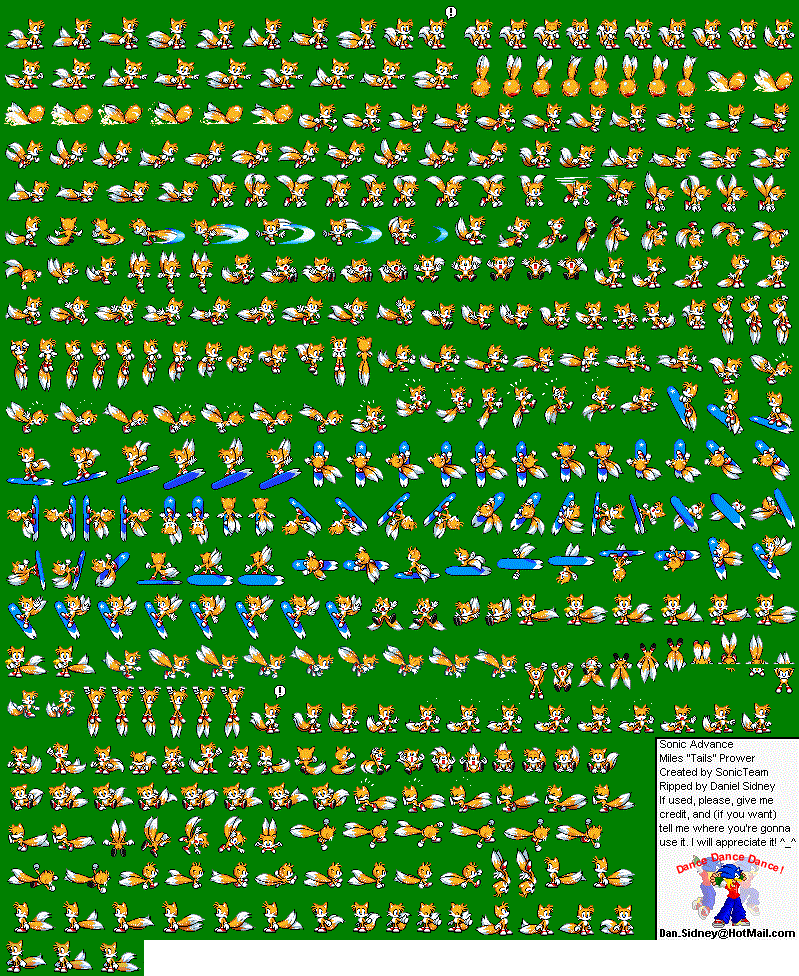 !
!
Sonic Advance
Miles "Tails" Prower
Created by SonicTeam
Ripped by Daniel Sidney
If used, please, give me
credit, and (if you want)
tell me where you're gonna
use it. I will appreciate it! ^_^
Dance Dance Dance!
Dan.Sidney@HotMail.com